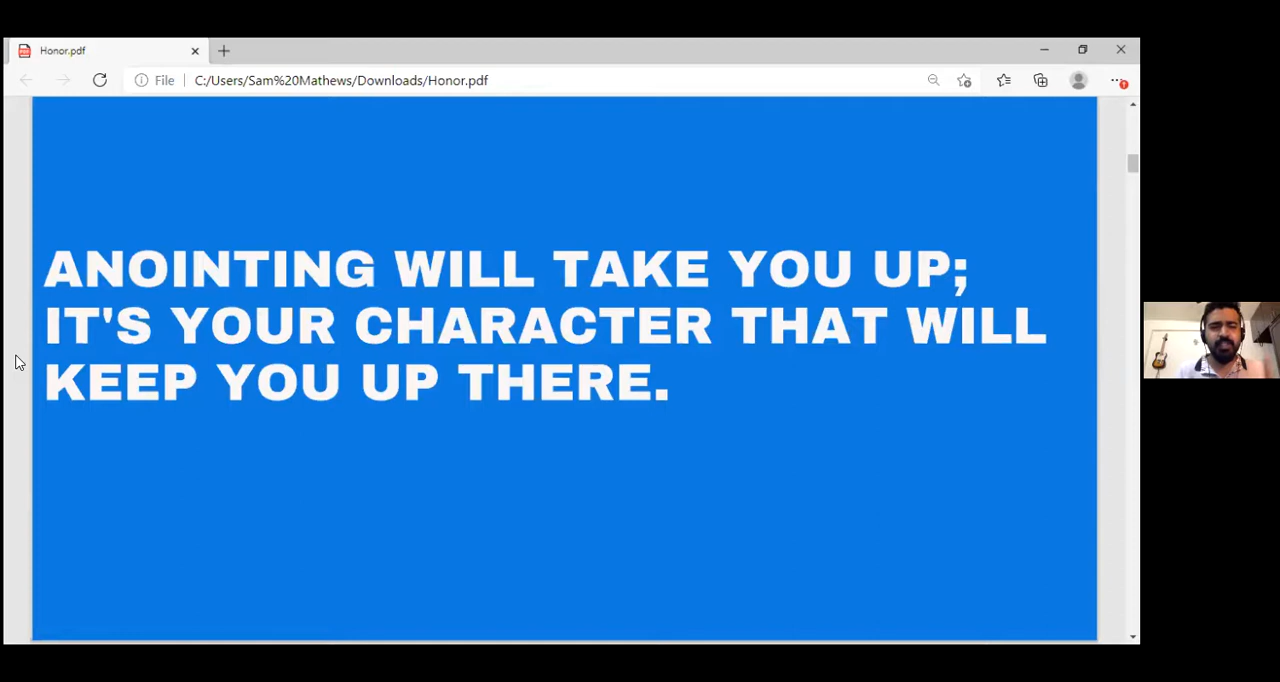 Honor.pdf
File
C:/Users/Sam%20Mathews/Downloads/Honor.pdf
ANOINTING WILL TAKE YOU UP;
IT'S YOUR CHARACTER THAT WILL
KEEP YOU UP THERE.